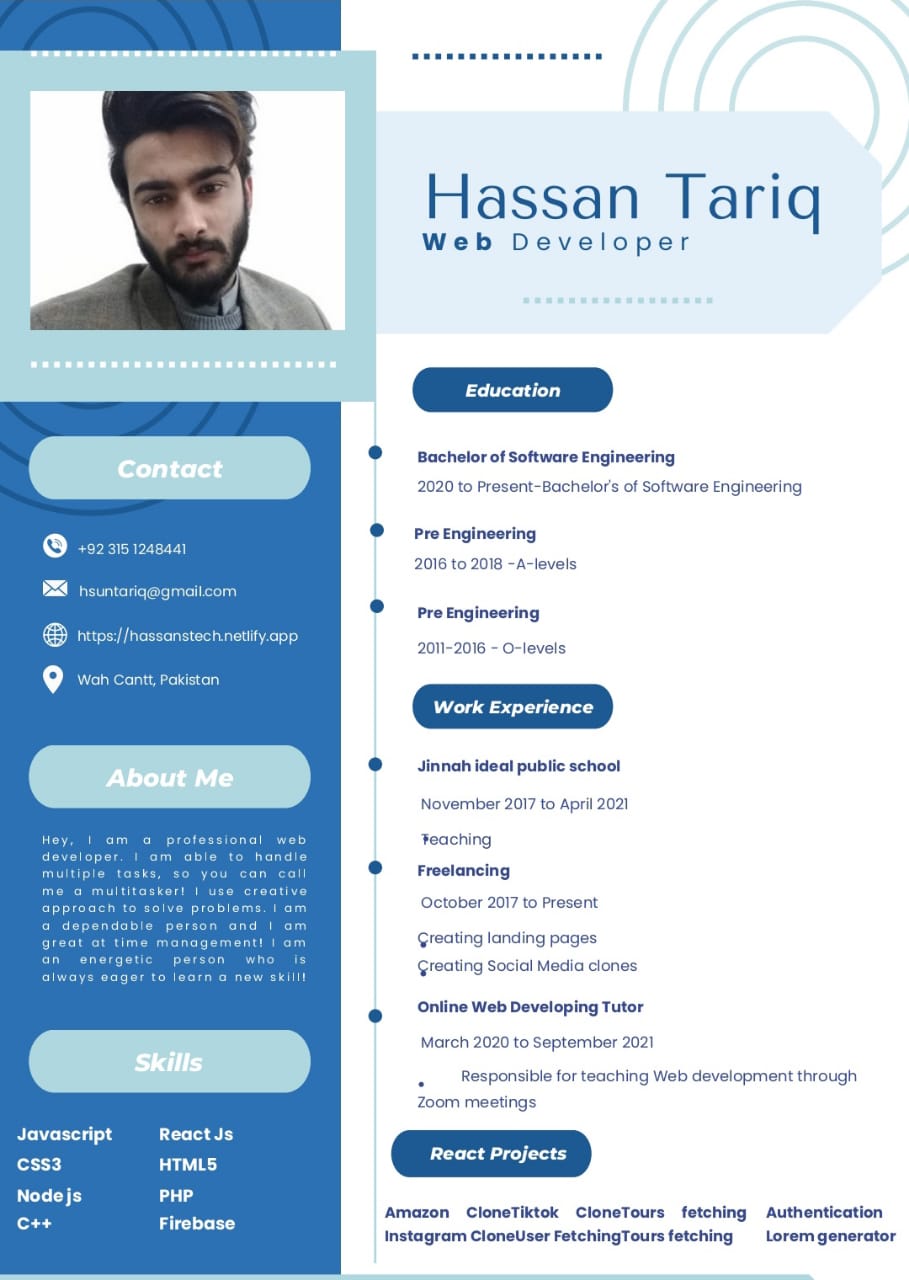 Hassan Tariq
Web Developer
Contact
+92 315 1248441
hsuntariq@gmail.com
https://hassanstech.netlify.app
Wah Cantt, Pakistan
About Me
Hey, I am a professional web
developer. I am able to handle
multiple tasks, so you can call
me a multitasker! I use creative
approach to solve problems. I am
a dependable person and I am
great at time management! I am
an energetic person who is
always eager to learn a new skill!
Skills
Javascript React Js
CSS3 HTML5
Node js PHP
C++ Firebase
Education
Bachelor of Software Engineering
2020 to Present-Bachelor's of Software Engineering
Pre Engineering
2016 to 2018 -A-levels
Pre Engineering
2011-2016 - O-levels
Work Experience
Jinnah ideal public school
November 2017 to April 2021
Teaching
Freelancing
October 2017 to Present
Creating landing pages
Creating Social Media clones
Online Web Developing Tutor
March 2020 to September 2021
Responsible for teaching Web development through
Zoom meetings
React Projects
Amazon CloneTiktok CloneTours fetching Authentication
Instagram CloneUser FetchingTours fetching Lorem generator